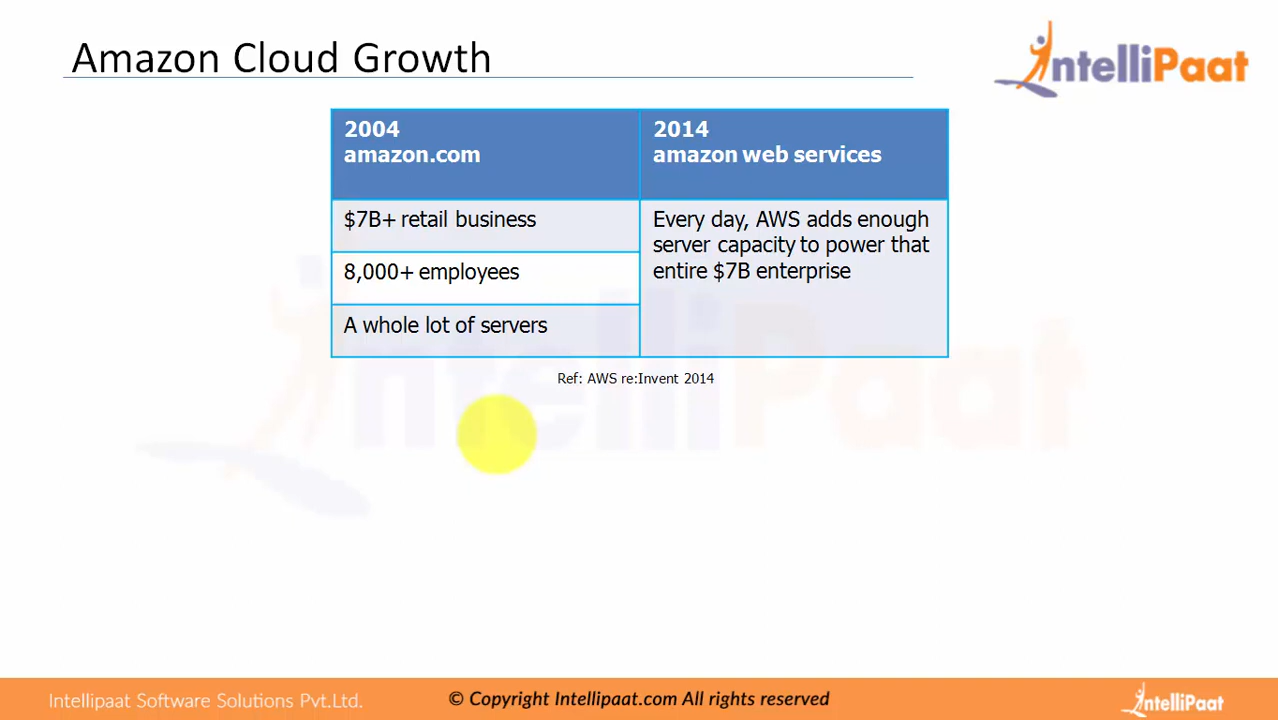 Amazon Cloud Growth
IntelliPaat
2004
amazon.com
2014
amazon web services
$7B+ retail business
8,000+ employees
A whole lot of servers
Every day, AWS adds enough
server capacity to power that
entire $7B enterprise
Ref: AWS re:Invent 2014
IntelliPaat
Intellipaat Software Solutions Pvt.Ltd.
© Copyright Intellipaat.com All rights reserved
IntelliPaat